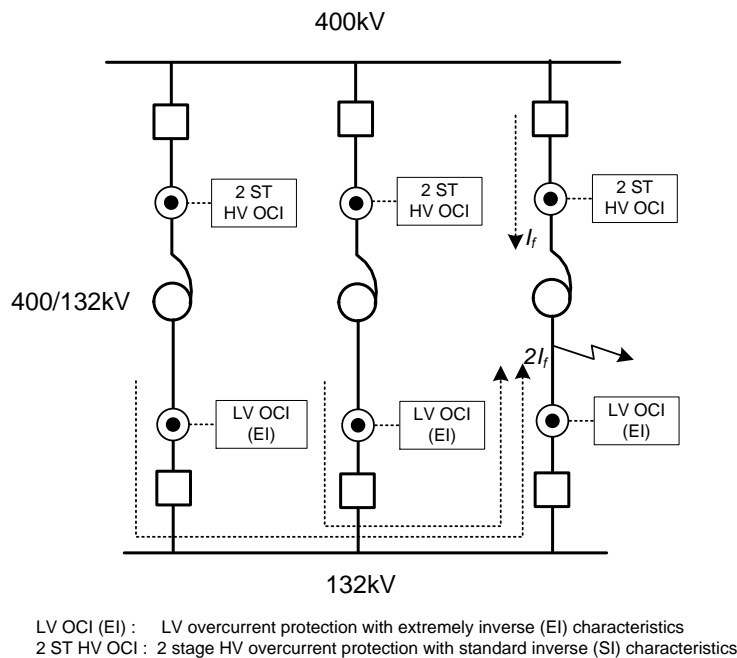 400kV
2 ST
HV OCI
2 ST
HV OCI
2 ST
HV OCI
If
400/132kV
2If
LV OCI
(EI)
LV OCI
(EI)
LV OCI
(EI)
132kV
LV OCI (EI) : LV overcurrent protection with extremely inverse (EI) characteristics
2 ST HV OCI : 2 stage HV overcurrent protection with standard inverse (SI) characteristics